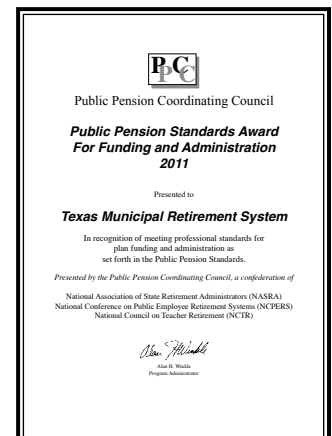 PPCC
Public Pension Coordinating Council
Public Pension Standards Award
For Funding and Administration
2011
Presented to
Texas Municipal Retirement System
In recognition of meeting professional standards for
plan funding and administration as
set forth in the Public Pension Standards.
Presented by the Public Pension Coordinating Council, a confederation of
National Association of State Retirement Administrators (NASRA)
National Conference on Public Employee Retirement Systems (NCPERS)
National Council on Teacher Retirement (NCTR)
Alan H. Winkle
Alan H. Winkle
Program Administrator